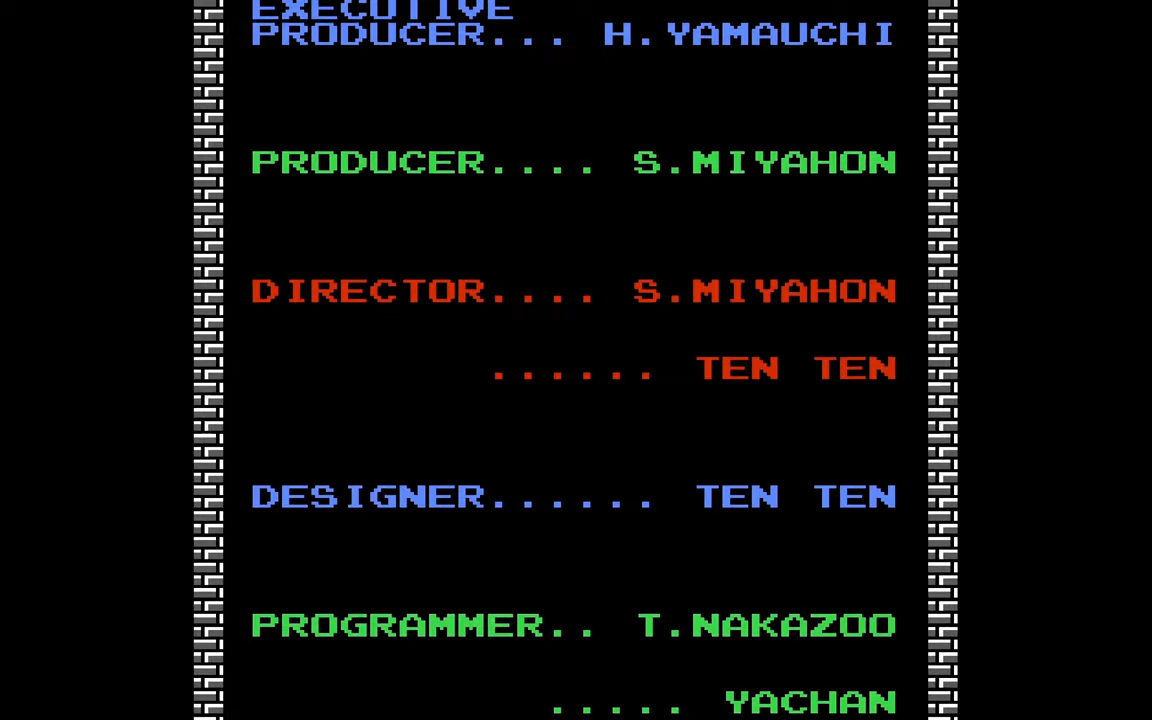 EXECUTIVE
PRODUCER... H.YAMAUCHI
PRODUCER.... S.MIYAHON
DIRECTOR.... S.MIYAHON
...... TEN TEN
DESIGNER...... TEN TEN
PROGRAMMER.. T.NAKAZOO
..... YACHAN